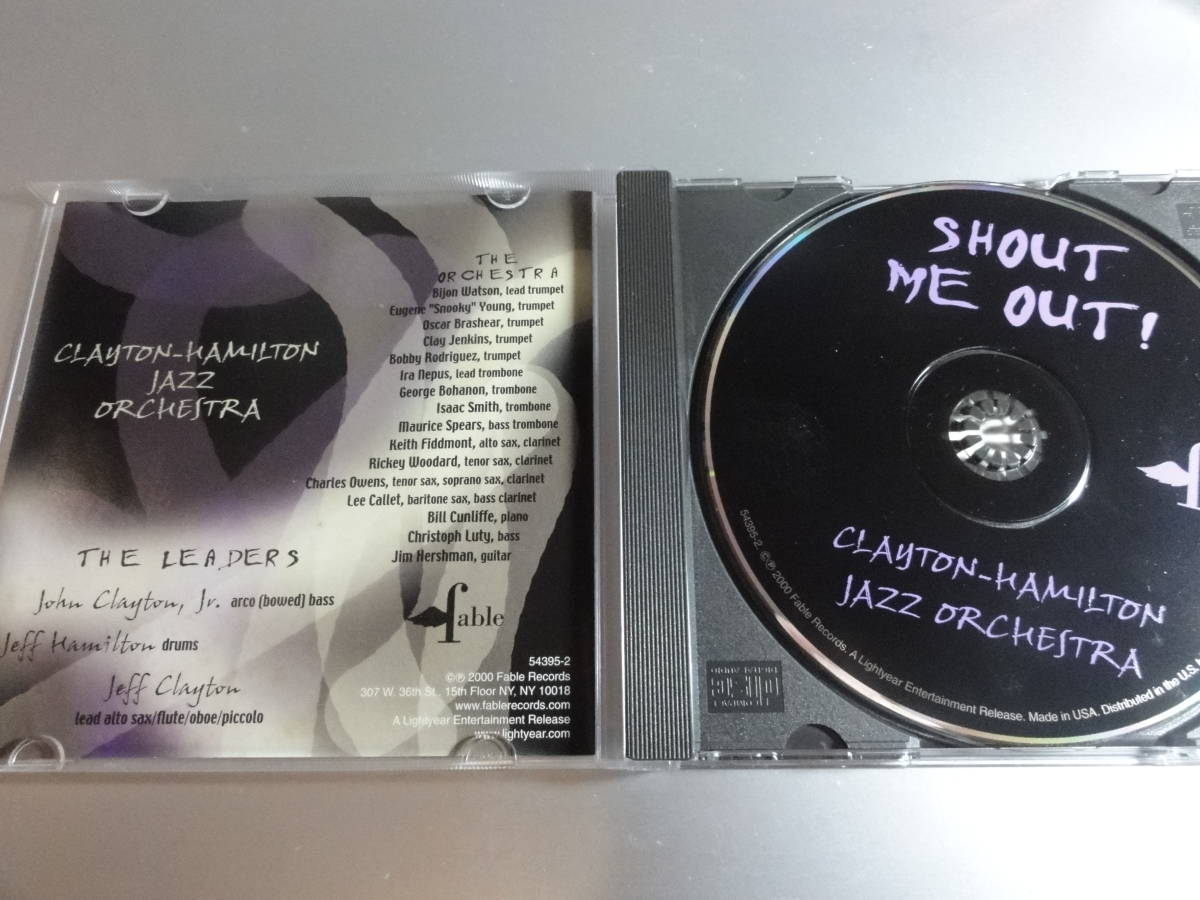 CLAYTON-HAMILTON
JAZZ
ORCHESTRA
THE LEADERS
John Clayton, Jr. arco (bowed) bass
Jeff Hamilton drums
Jeff Clayton
lead alto sax/flute/oboe/piccolo
THE
ORCHESTRA
Bijon Watson, lead trumpet
Eugene "Snooky" Young, trumpet
Oscar Brashear, trumpet
Clay Jenkins, trumpet
Bobby Rodriguez, trumpet
Ira Nepus, lead trombone
George Bohanon, trombone
Isaac Smith, trombone
Maurice Spears, bass trombone
Keith Fiddmont, alto sax, clarinet
Rickey Woodard, tenor sax, clarinet
Charles Owens, tenor sax, soprano sax, clarinet
Lee Callet, baritone sax, bass clarinet
Bill Cunliffe, piano
Christoph Luty, bass
Jim Hershman, guitar
fable
54395-2
©℗ 2000 Fable Records
307 W. 36th St., 15th Floor NY, NY 10018
www.fablerecords.com
A Lightyear Entertainment Release
www.lightyear.com
SHOUT
ME OUT!
f
CLAYTON-HAMILTON
JAZZ ORCHESTRA
54395-2 ©℗ 2000 Fable Records. A Lightyear Entertainment Release. Made in USA. Distributed in the U.S.